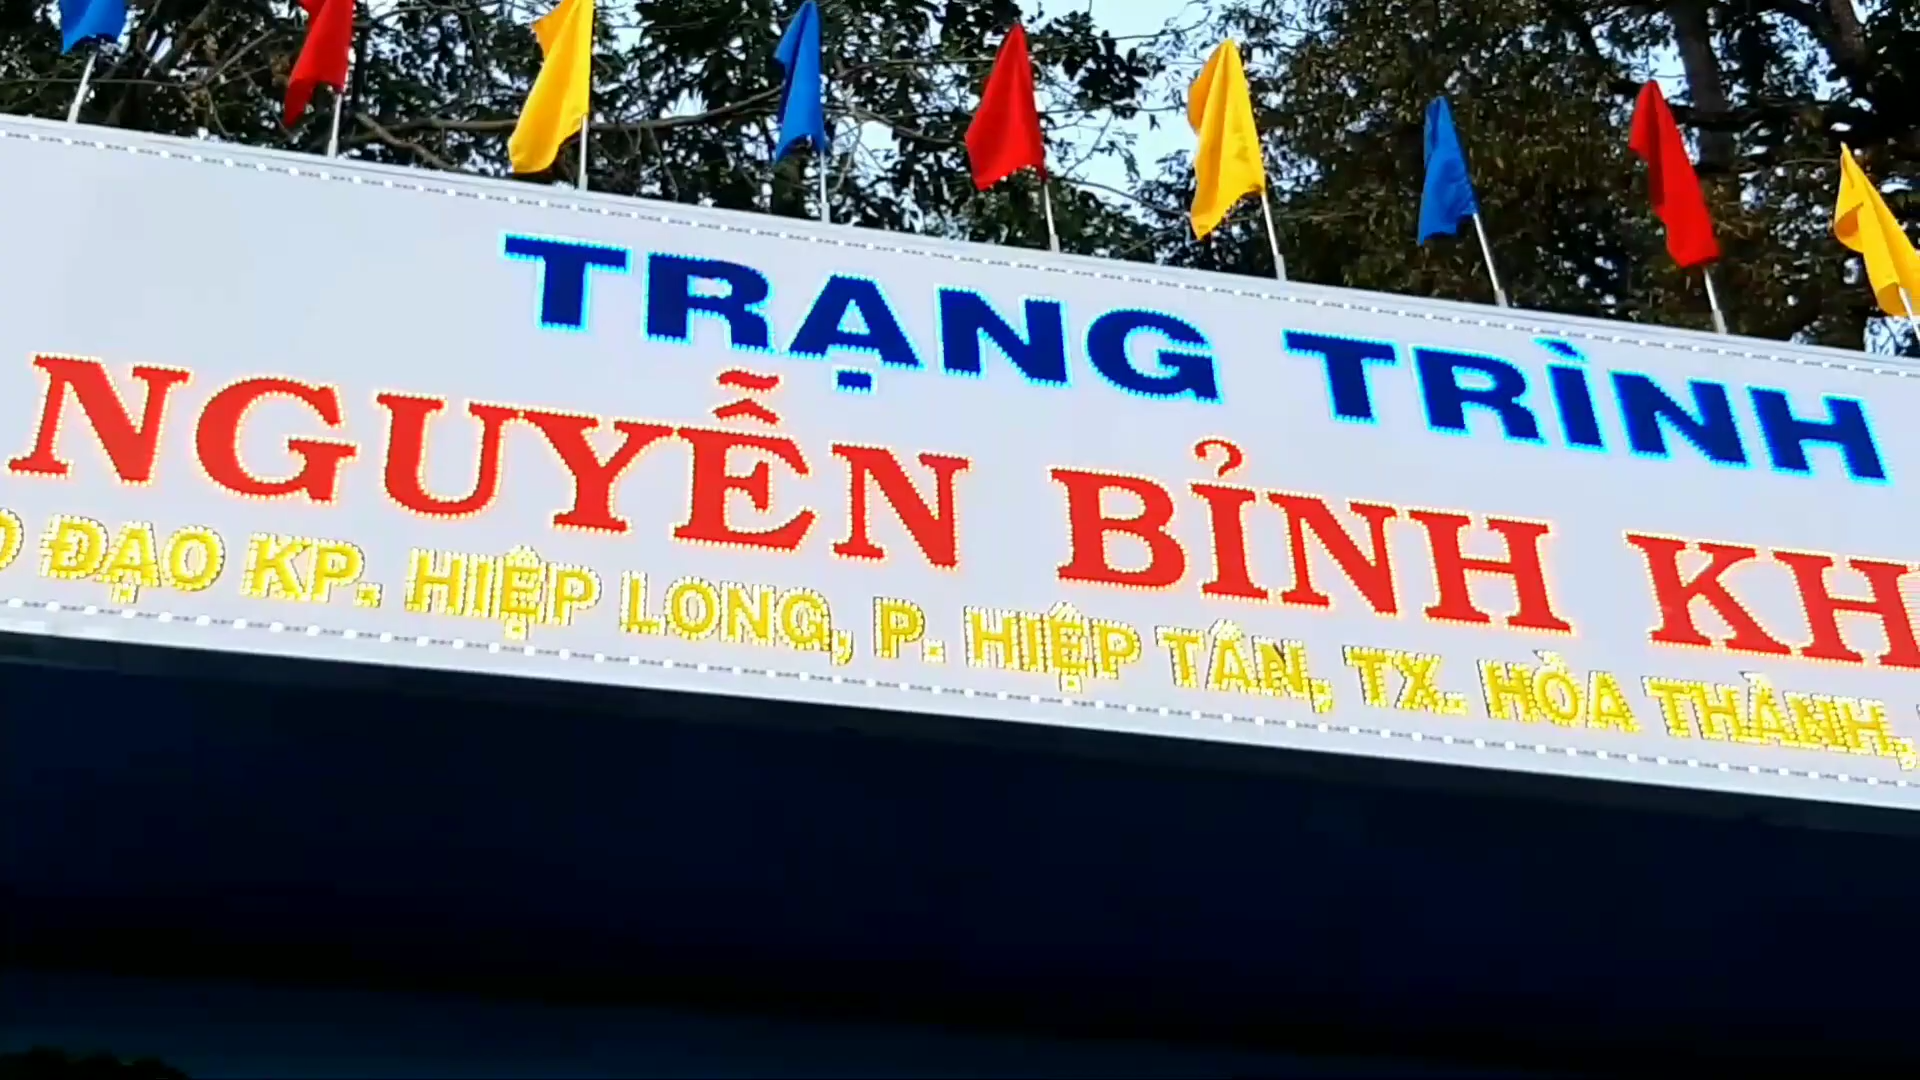 TRẠNG TRÌNH
NGUYỄN BỈNH KH
ĐẠO KP. HIỆP LONG, P. HIỆP TÂN, TX. HÒA THÀNH,